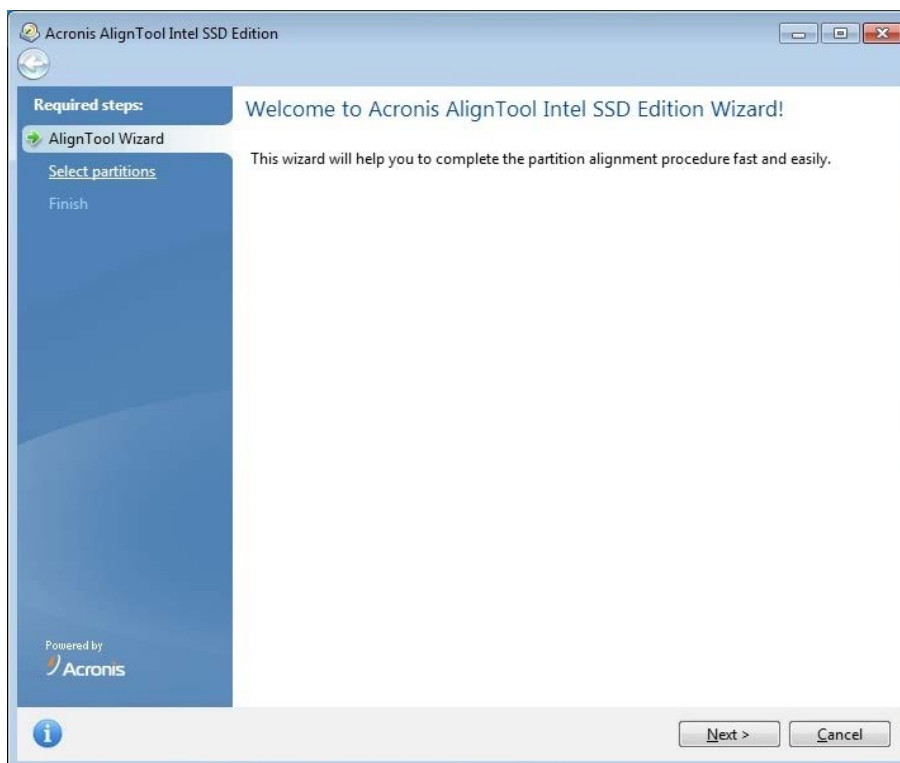 Acronis AlignTool Intel SSD Edition
Required steps:
AlignTool Wizard
Select partitions
Finish
Welcome to Acronis AlignTool Intel SSD Edition Wizard!
This wizard will help you to complete the partition alignment procedure fast and easily.
Powered by
Acronis
Next >
Cancel